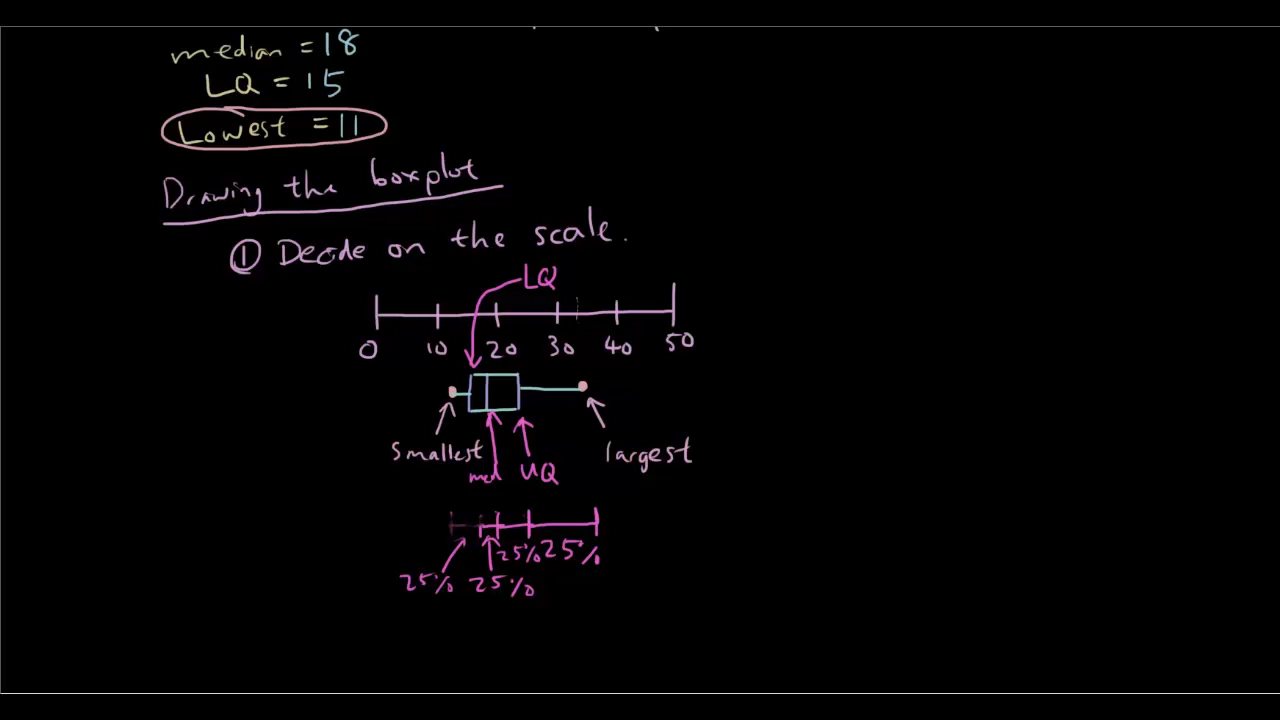 median = 18
LQ = 15
Lowest = 11
Drawing the boxplot
① Decide on the scale.
LQ
0 10 20 30 40 50
smallest
med
UQ
largest
25% 25%
25% 25%